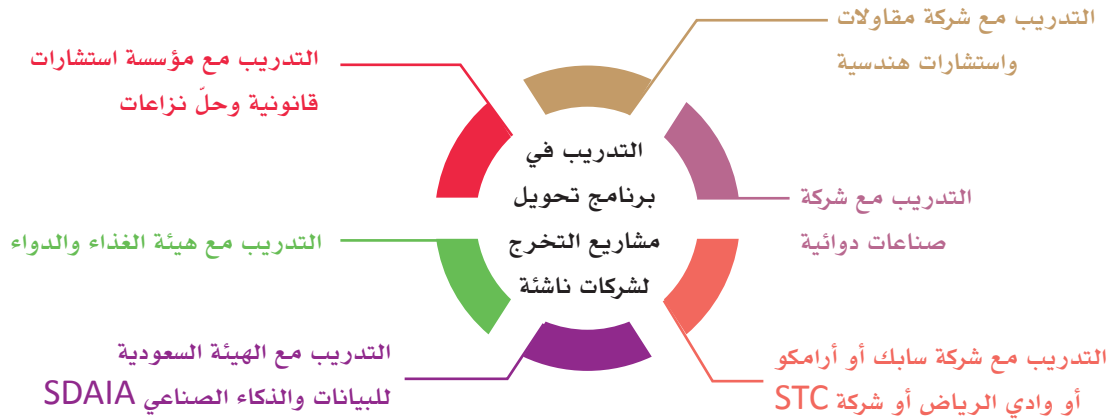 التدريب مع شركة مقاولات
واستشارات هندسية
التدريب مع مؤسسة استشارات
قانونية وحلّ نزاعات
التدريب في
برنامج تحويل
مشاريع التخرج
لشركات ناشئة
التدريب مع شركة
صناعات دوائية
التدريب مع هيئة الغذاء والدواء
التدريب مع شركة سابك أو أرامكو
أو وادي الرياض أو شركة STC
التدريب مع الهيئة السعودية
للبيانات والذكاء الصناعي SDAIA